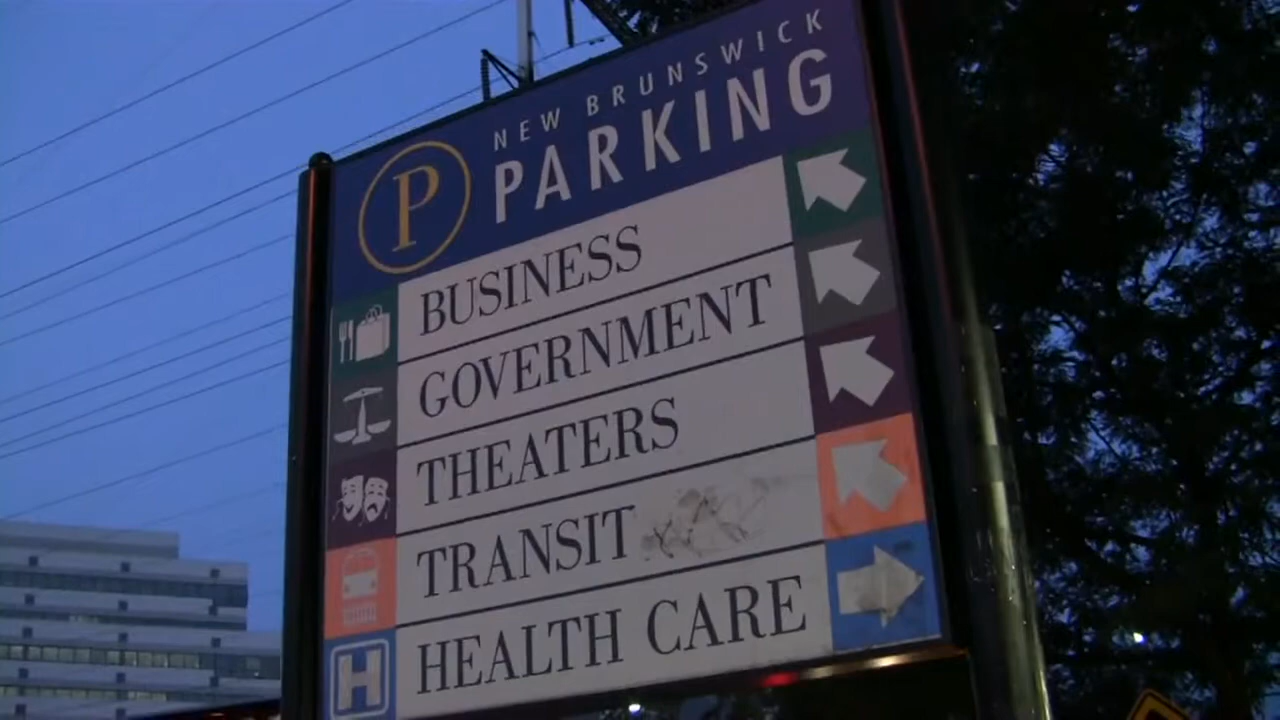 NEW BRUNSWICK
P PARKING
BUSINESS
GOVERNMENT
THEATERS
TRANSIT
H HEALTH CARE